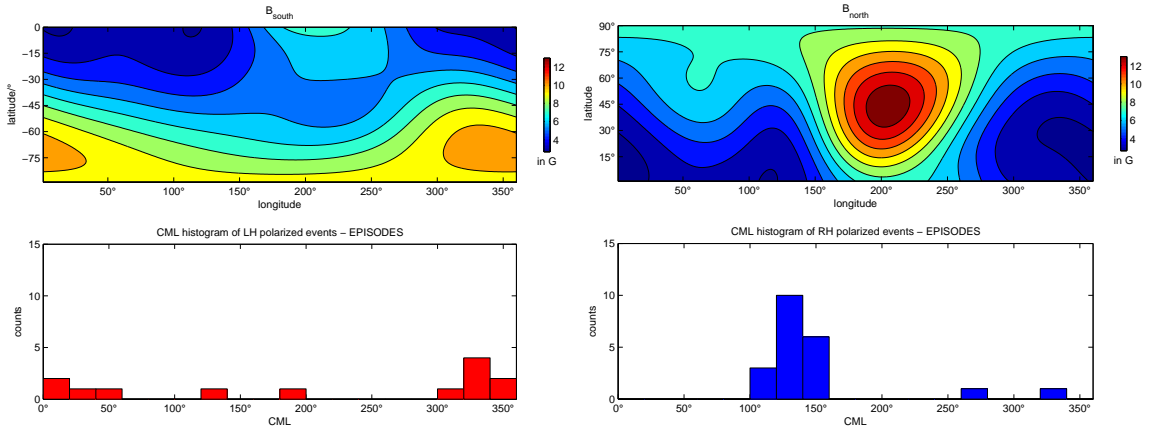 B_south
0
−15
−30
−45
−60
−75
latitude/°
50° 100° 150° 200° 250° 300° 350°
longitude
12
10
8
6
4
in G
B_north
90°
75°
60°
45°
30°
15°
latitude
50° 100° 150° 200° 250° 300° 350°
longitude
12
10
8
6
4
in G
CML histogram of LH polarized events − EPISODES
15
10
5
0
counts
0° 50° 100° 150° 200° 250° 300° 350°
CML
CML histogram of RH polarized events − EPISODES
15
10
5
0
counts
0° 50° 100° 150° 200° 250° 300° 350°
CML